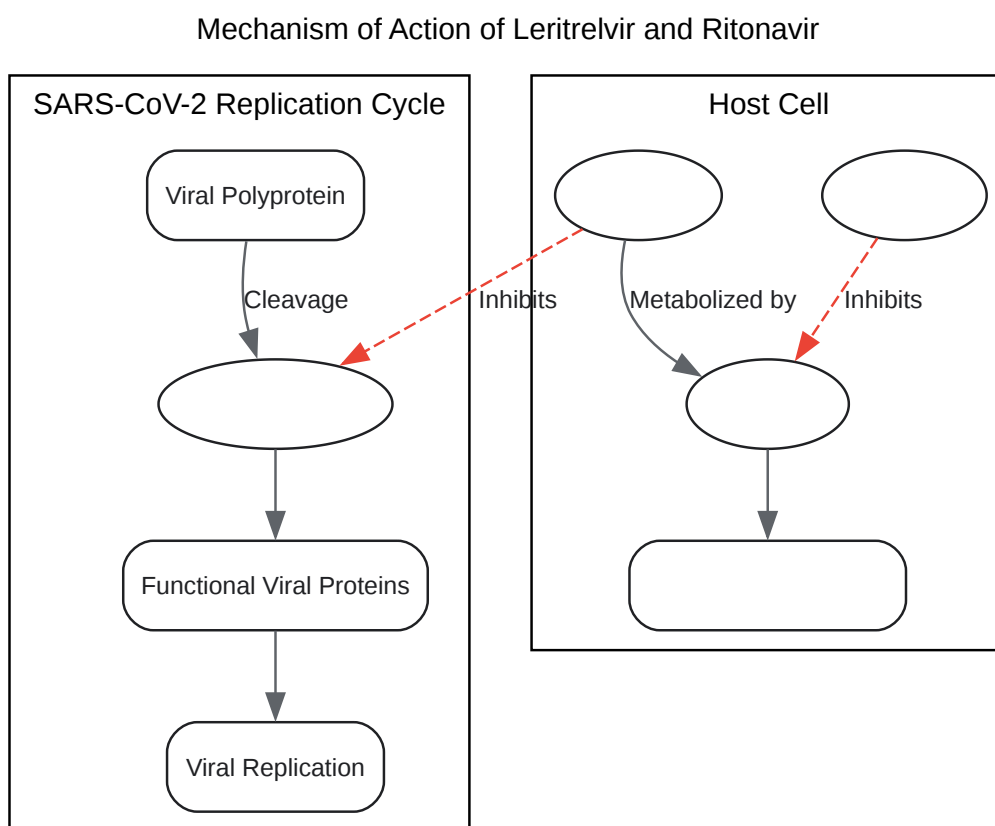 Mechanism of Action of Leritrelvir and Ritonavir
SARS-CoV-2 Replication Cycle
Host Cell
Viral Polyprotein
Cleavage
Inhibits
Metabolized by
Inhibits
Functional Viral Proteins
Viral Replication